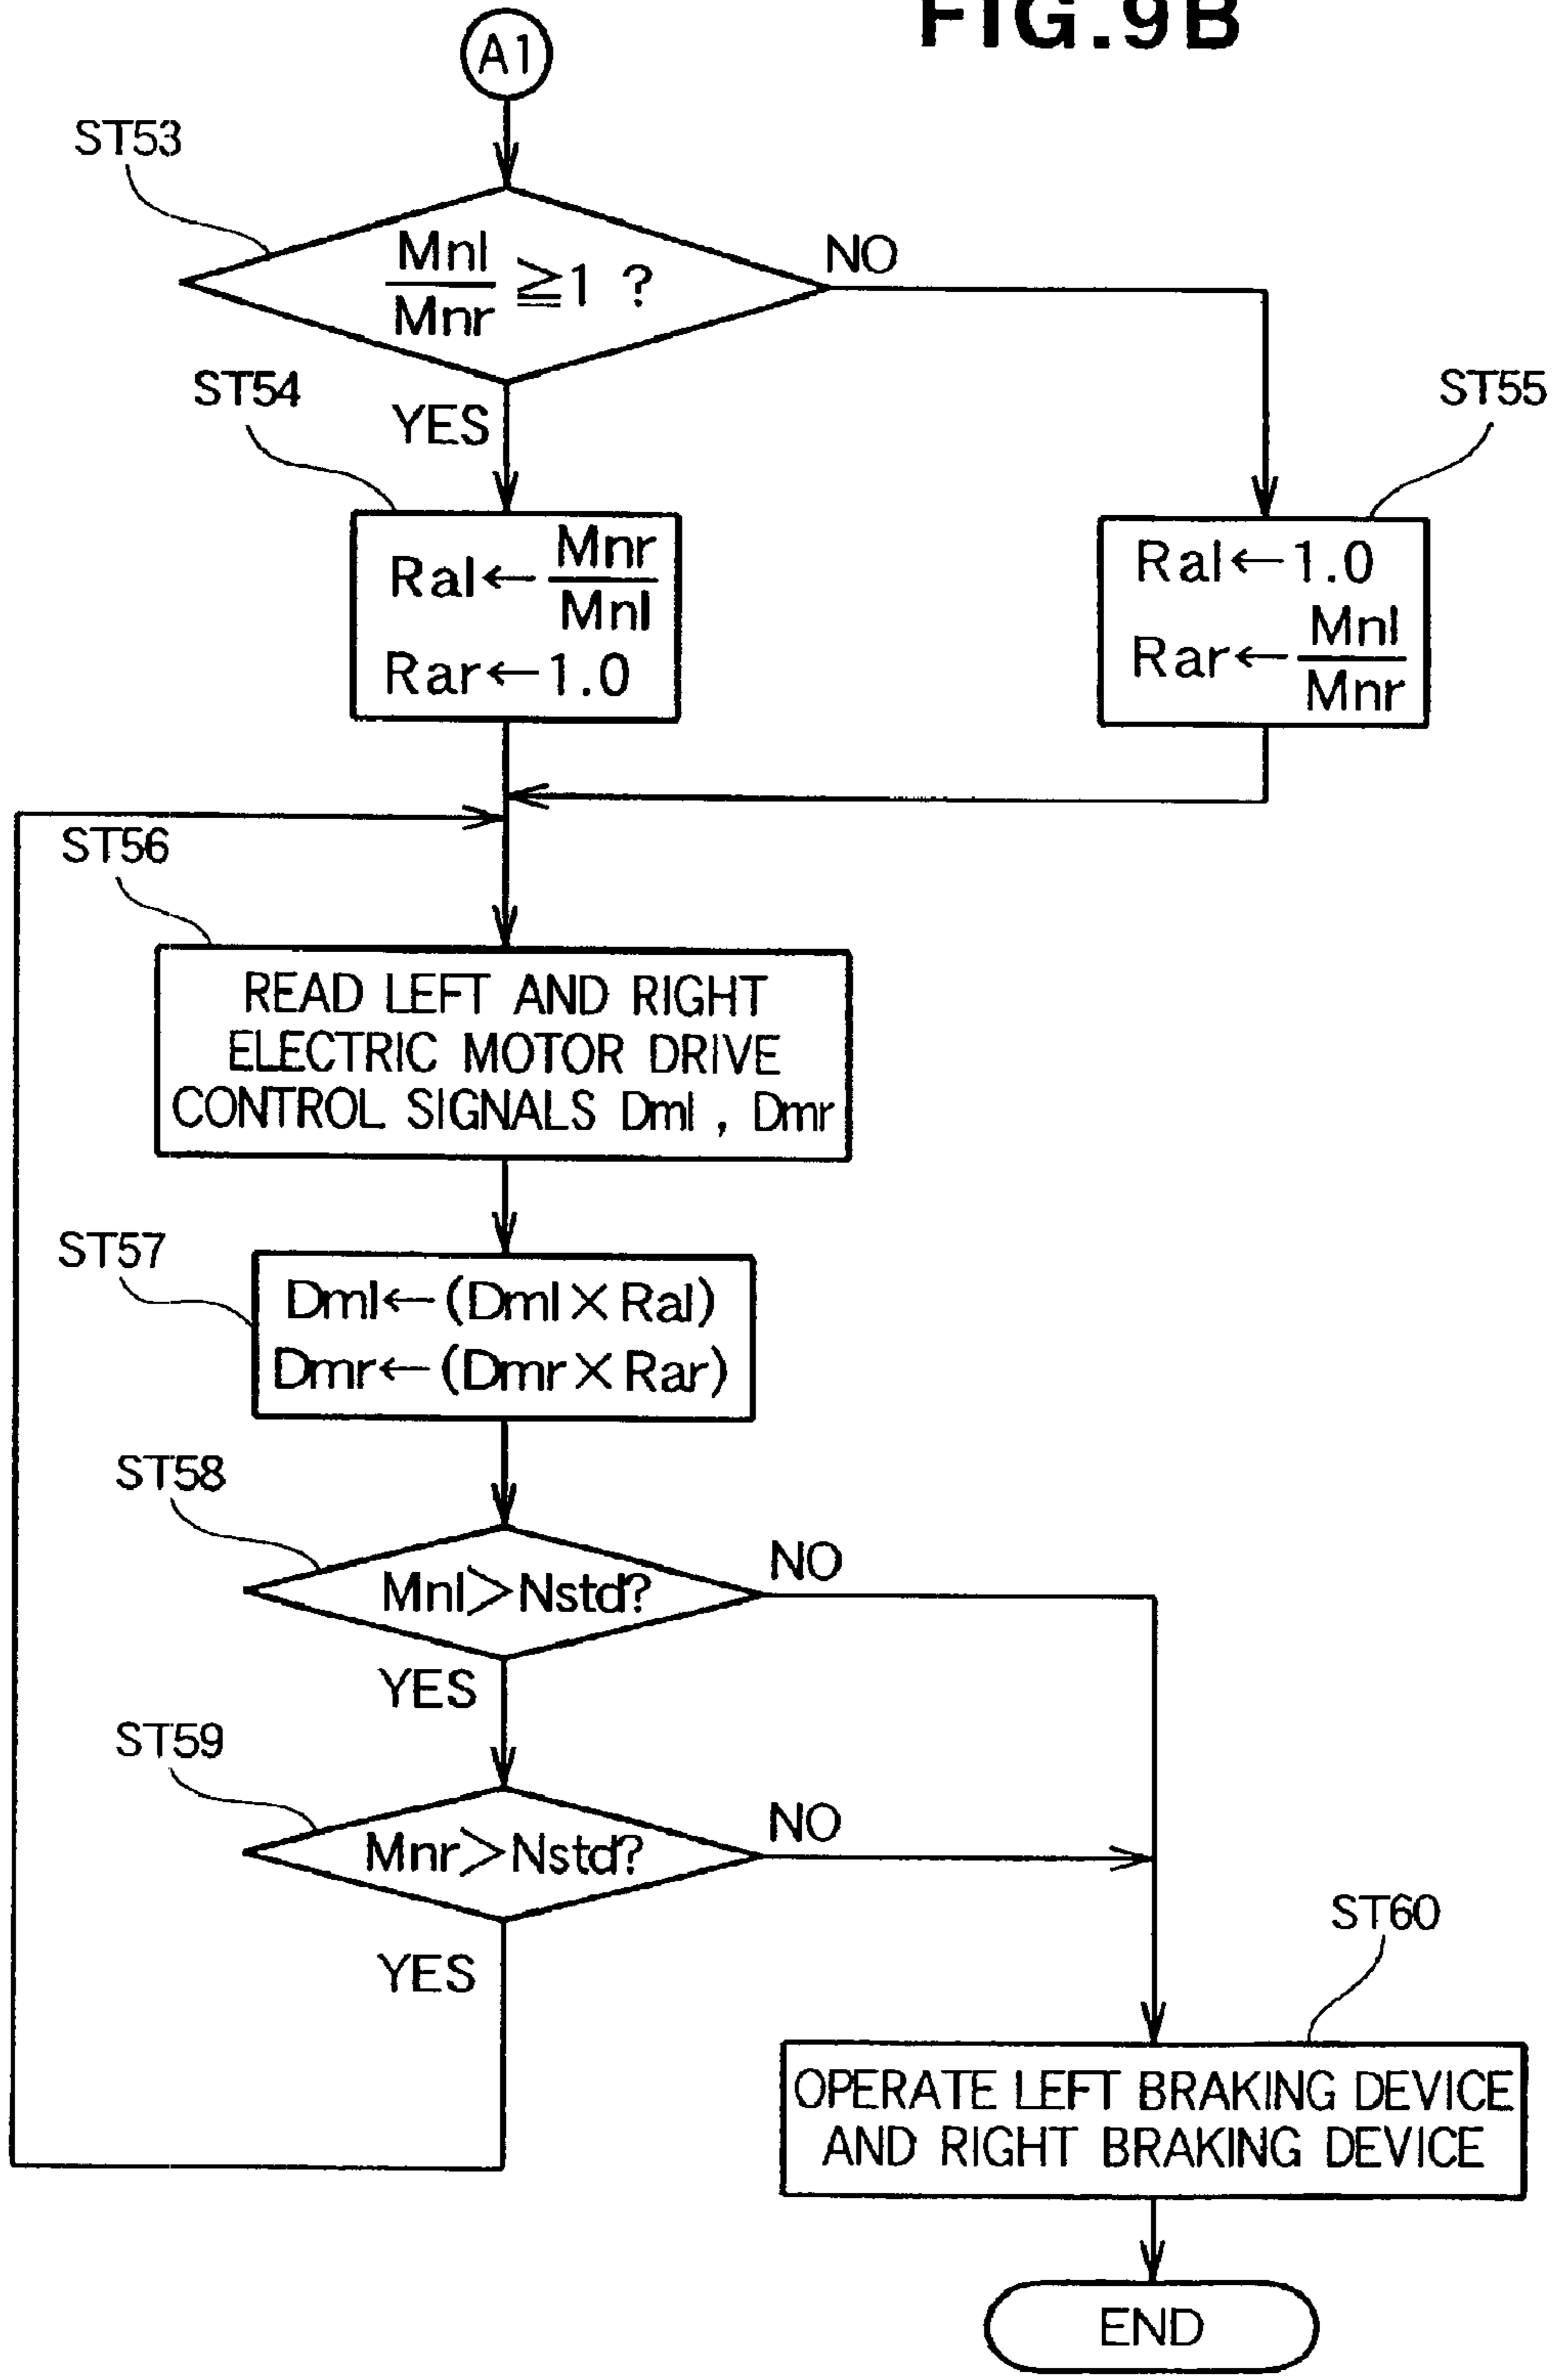 FIG.9B
A1
ST53
Mnl
Mnr
≧1 ?
NO
YES
ST54
Ral←Mnr
Mnl
Rar←1.0
ST55
Ral←1.0
Rar←Mnl
Mnr
ST56
READ LEFT AND RIGHT
ELECTRIC MOTOR DRIVE
CONTROL SIGNALS Dml , Dmr
ST57
Dml←(Dml×Ral)
Dmr←(Dmr×Rar)
ST58
Mnl>Nstd?
NO
YES
ST59
Mnr>Nstd?
NO
YES
ST60
OPERATE LEFT BRAKING DEVICE
AND RIGHT BRAKING DEVICE
END